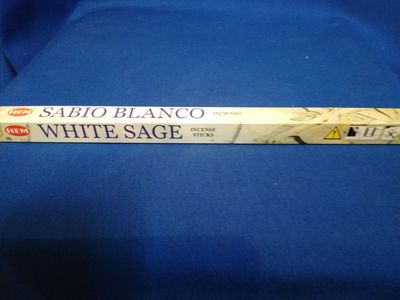 HEM SABIO BLANCO INCIENSO
HEM WHITE SAGE INCENSE
STICKS